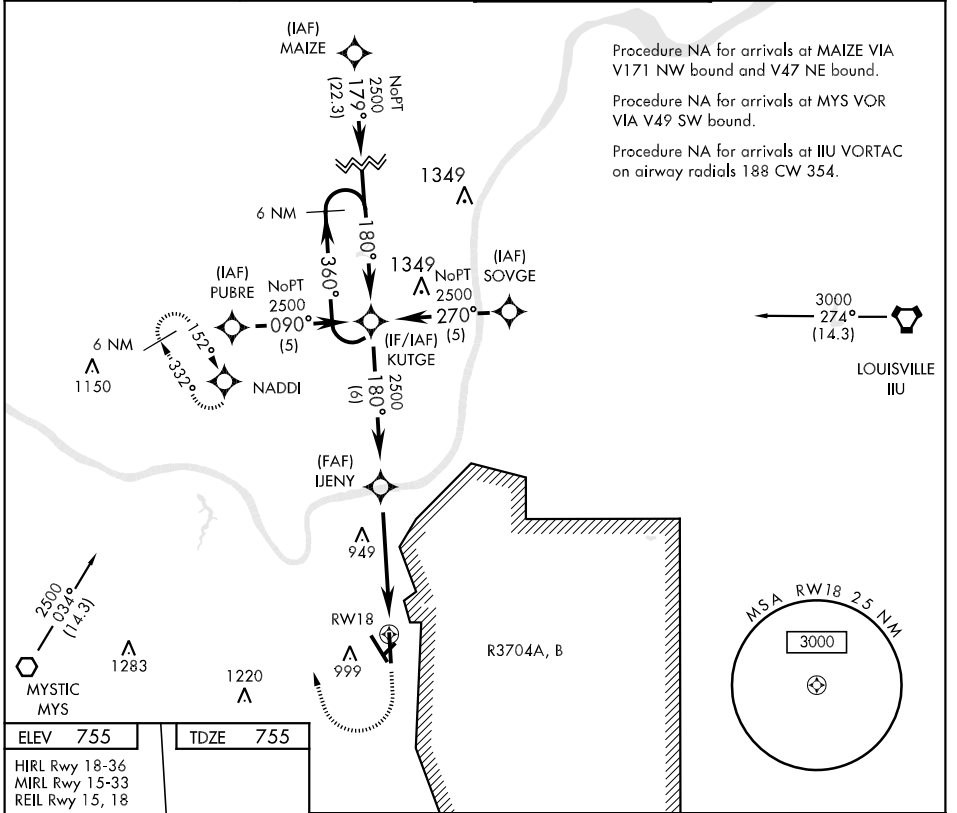 (IAF)
MAIZE
NoPT
2500
179°
(22.3)
Procedure NA for arrivals at MAIZE VIA
V171 NW bound and V47 NE bound.
Procedure NA for arrivals at MYS VOR
VIA V49 SW bound.
Procedure NA for arrivals at IIU VORTAC
on airway radials 188 CW 354.
1349
6 NM
180°
360°
(IAF)
PUBRE
NoPT
2500
090°
(5)
1349
NoPT
2500
270°
(5)
(IAF)
SOVGE
(IF/IAF)
KUTGE
3000
274°
(14.3)
LOUISVILLE
IIU
6 NM
152°
332°
NADDI
1150
2500
180°
(6)
(FAF)
IJENY
949
RW18
999
R3704A, B
MSA RW18 25 NM
3000
2500
034°
(14.3)
MYSTIC
MYS
1283
1220
ELEV 755
TDZE 755
HIRL Rwy 18-36
MIRL Rwy 15-33
REIL Rwy 15, 18